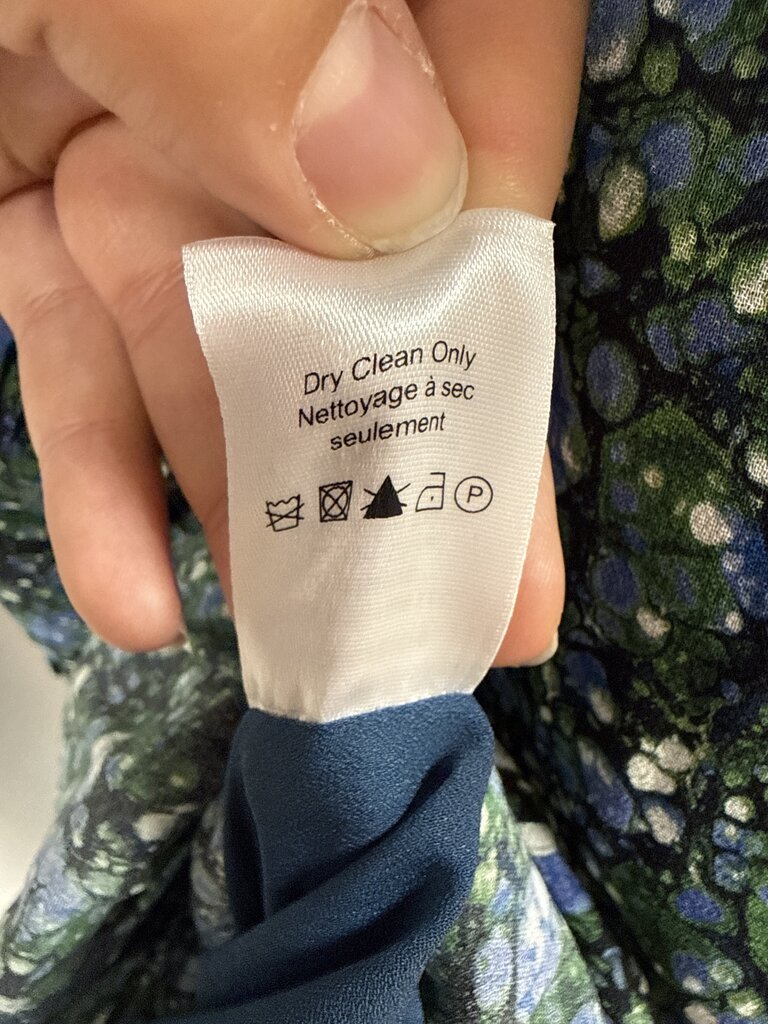 Dry Clean Only
Nettoyage à sec
seulement
P